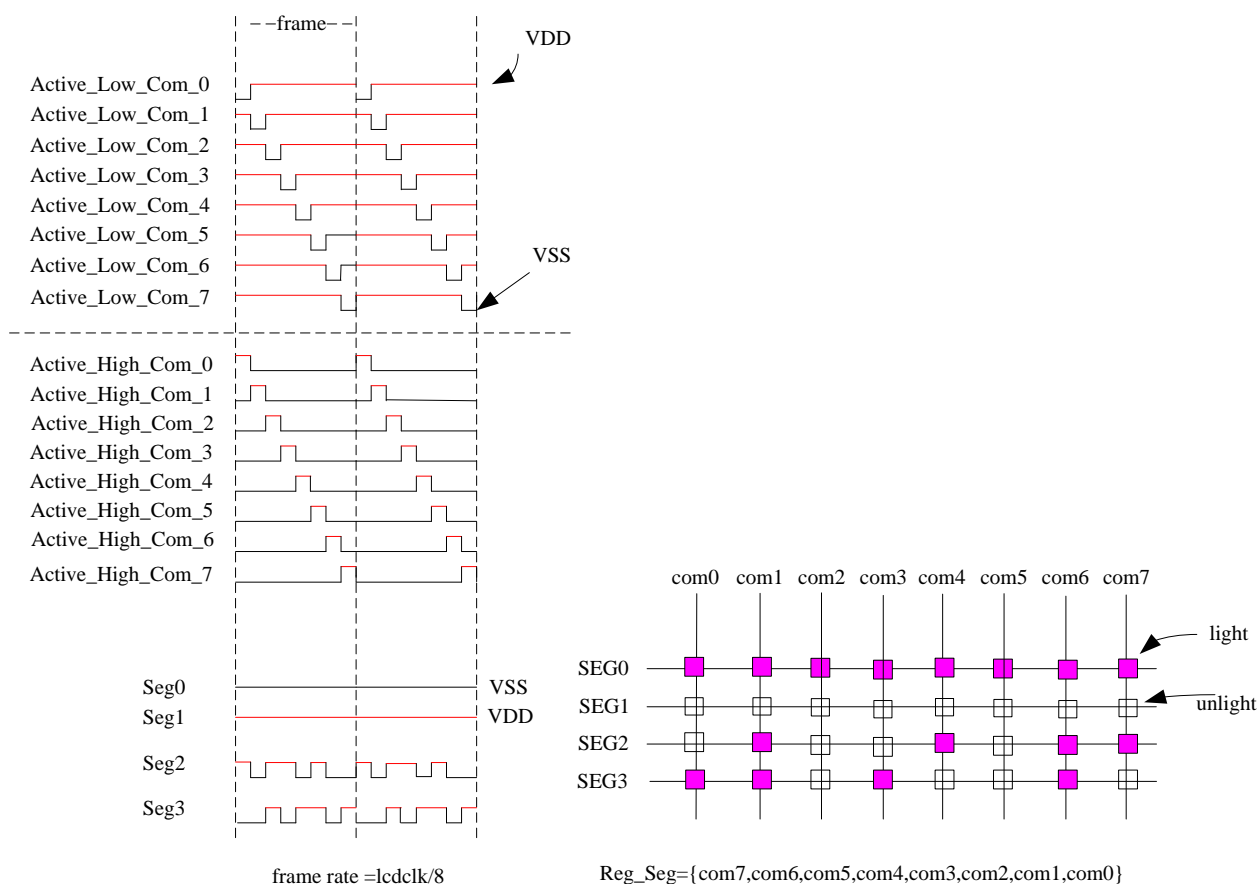 frame
VDD
Active_Low_Com_0
Active_Low_Com_1
Active_Low_Com_2
Active_Low_Com_3
Active_Low_Com_4
Active_Low_Com_5
Active_Low_Com_6
VSS
Active_Low_Com_7
Active_High_Com_0
Active_High_Com_1
Active_High_Com_2
Active_High_Com_3
Active_High_Com_4
Active_High_Com_5
Active_High_Com_6
Active_High_Com_7
Seg0 VSS
Seg1 VDD
Seg2
Seg3
frame rate =lcdclk/8
com0 com1 com2 com3 com4 com5 com6 com7
light
SEG0
SEG1 unlight
SEG2
SEG3
Reg_Seg={com7,com6,com5,com4,com3,com2,com1,com0}